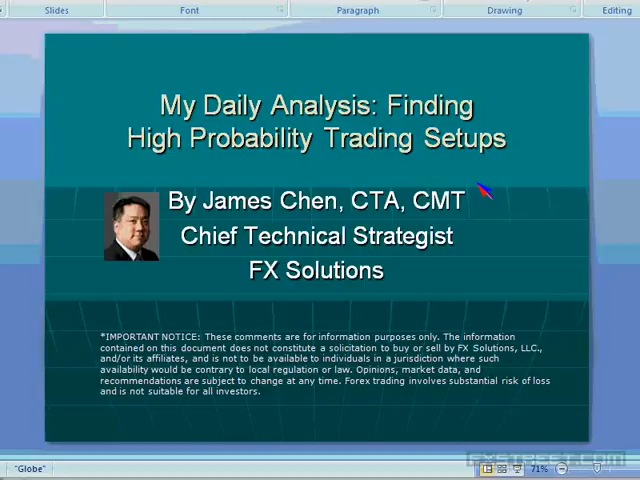 Slides Font Paragraph Drawing Editing
My Daily Analysis: Finding
High Probability Trading Setups
By James Chen, CTA, CMT
Chief Technical Strategist
FX Solutions
*IMPORTANT NOTICE: These comments are for information purposes only. The information
contained on this document does not constitute a solicitation to buy or sell by FX Solutions, LLC.,
and/or its affiliates, and is not to be available to individuals in a jurisdiction where such
availability would be contrary to local regulation or law. Opinions, market data, and
recommendations are subject to change at any time. Forex trading involves substantial risk of loss
and is not suitable for all investors.
FXSTREET.COM
"Globe" 71%